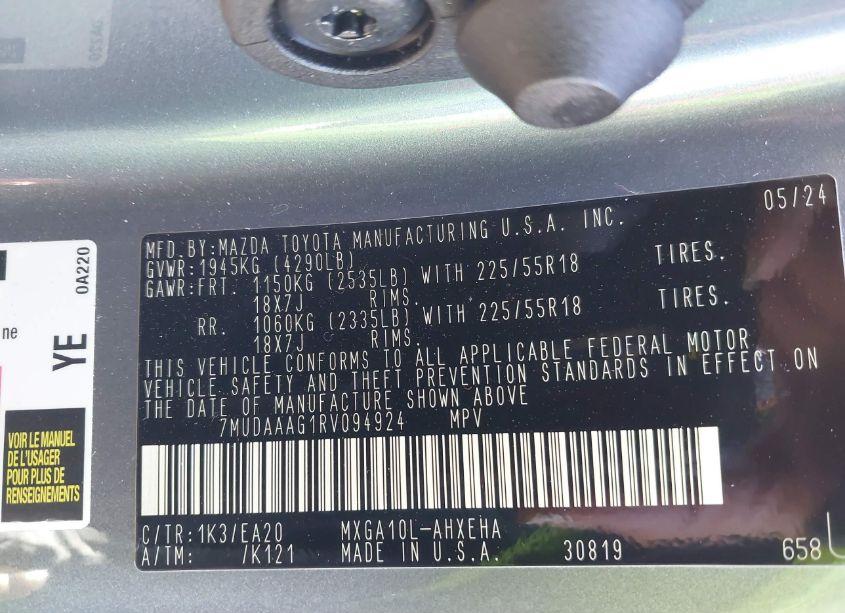 05/24
MFD.BY:MAZDA TOYOTA MANUFACTURING U.S.A. INC.
GVWR:1945KG (4290LB)
GAWR:FRT. 1150KG (2535LB) WITH 225/55R18 TIRES.
18X7J RIMS.
RR. 1060KG (2335LB) WITH 225/55R18 TIRES.
18X7J RIMS.
THIS VEHICLE CONFORMS TO ALL APPLICABLE FEDERAL MOTOR
VEHICLE SAFETY AND THEFT PREVENTION STANDARDS IN EFFECT ON
THE DATE OF MANUFACTURE SHOWN ABOVE
7MUDAAAG1RV094924 MPV
C/TR:1K3/EA20 MXGA10L-AHXEHA
A/TM: /K121 MADE IN U.S.A. 30819 658
0A220
ne
YE
VOIR LE MANUEL
DE L'USAGER
POUR PLUS DE
RENSEIGNEMENTS